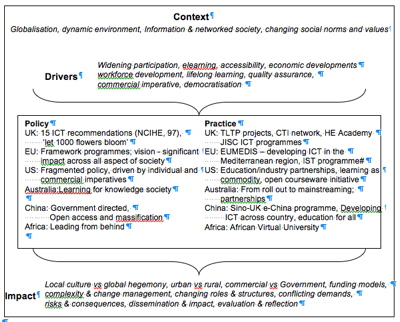 Context
Globalisation, dynamic environment, Information & networked society, changing social norms and values
Drivers
Widening participation, elearning, accessibility, economic developments
workforce development, lifelong learning, quality assurance,
commercial imperative, democratisation
Policy
UK: 15 ICT recommendations (NCIHE, 97),
'let 1000 flowers bloom'
EU: Framework programmes; vision - significant
impact across all aspect of society
US: Fragmented policy, driven by individual and
commercial imperatives
Australia:Learning for knowledge society
China: Government directed,
Open access and massification
Africa: Leading from behind
Practice
UK: TLTP projects, CTI network, HE Academy
JISC ICT programmes
EU: EUMEDIS – developing ICT in the
Mediterranean region, IST programme#
US: Education/industry partnerships, learning as
commodity, open courseware initiative
Australia: From roll out to mainstreaming;
partnerships
China: Sino-UK e-China programme, Developing
ICT across country, education for all
Africa: African Virtual University
Impact
Local culture vs global hegemony, urban vs rural, commercial vs Government, funding models,
complexity & change management, changing roles & structures, conflicting demands,
risks & consequences, dissemination & impact, evaluation & reflection